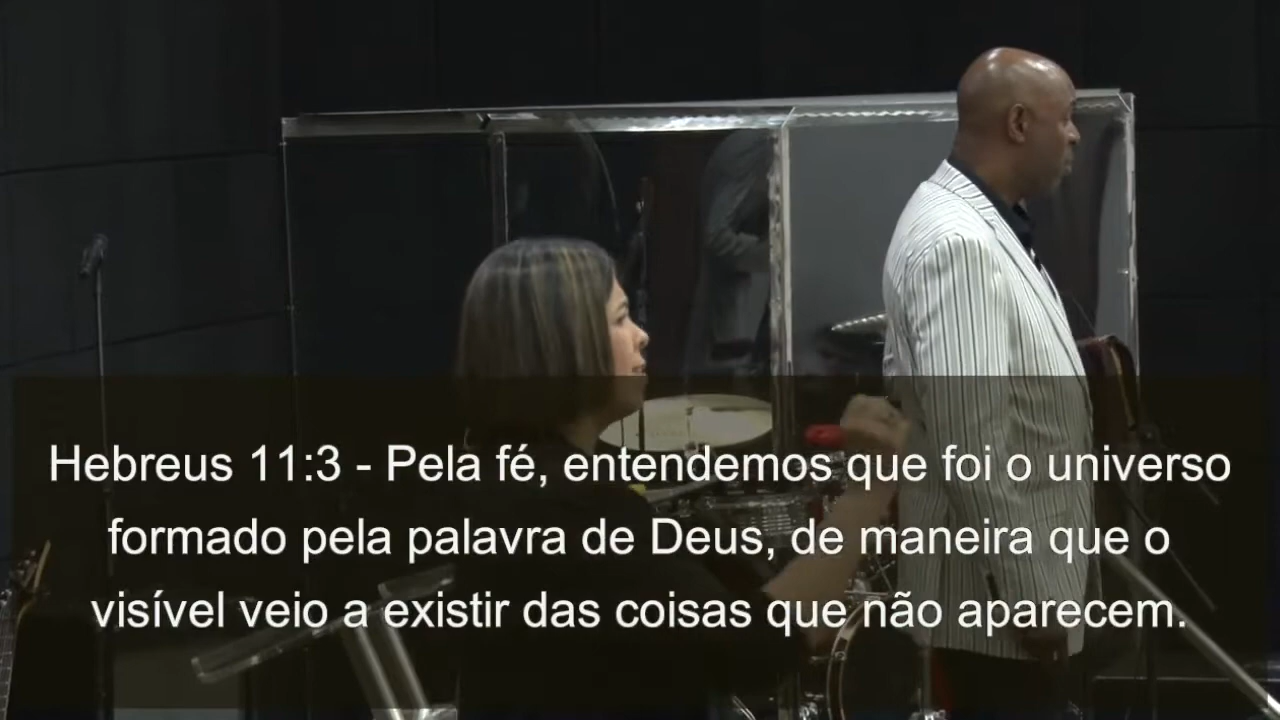 Hebreus 11:3 - Pela fé, entendemos que foi o universo
formado pela palavra de Deus, de maneira que o
visível veio a existir das coisas que não aparecem.